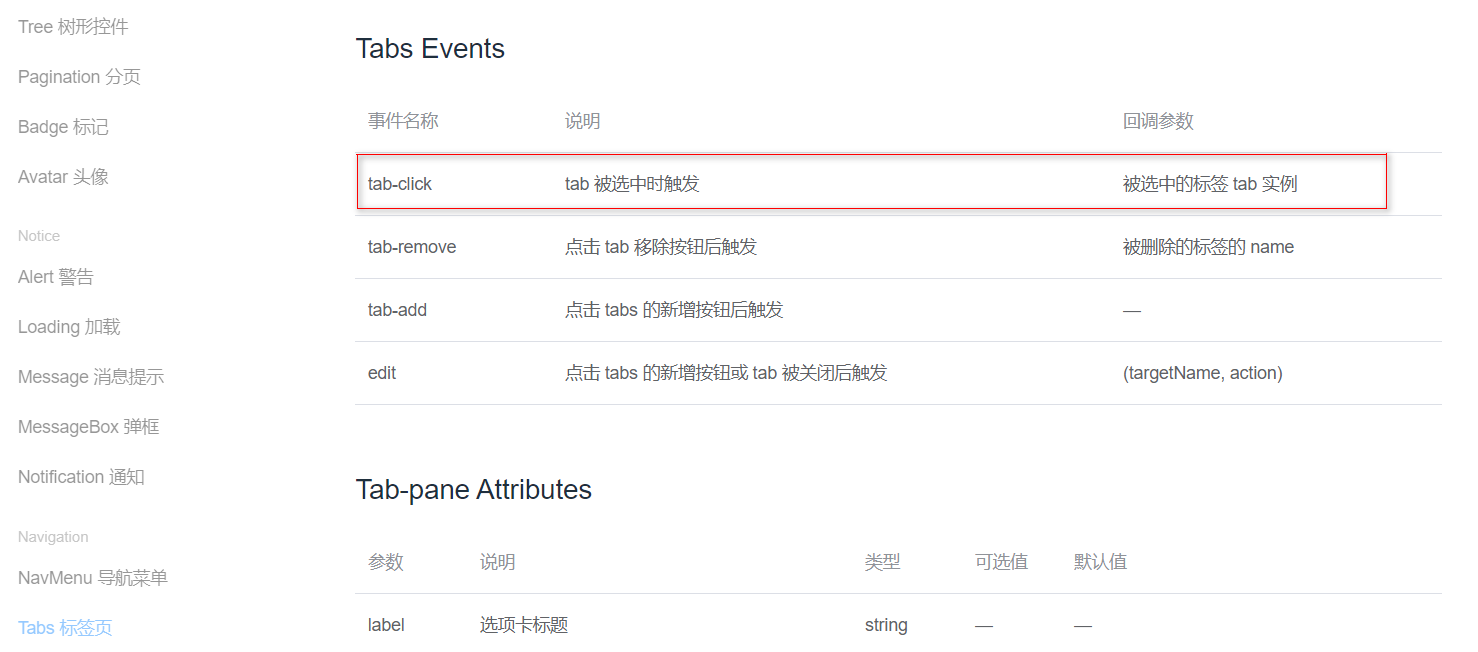 Tree 树形控件
Pagination 分页
Badge 标记
Avatar 头像
Notice
Alert 警告
Loading 加载
Message 消息提示
MessageBox 弹框
Notification 通知
Navigation
NavMenu 导航菜单
Tabs 标签页
Tabs Events
事件名称 说明 回调参数
tab-click tab 被选中时触发 被选中的标签 tab 实例
tab-remove 点击 tab 移除按钮后触发 被删除的标签的 name
tab-add 点击 tabs 的新增按钮后触发 —
edit 点击 tabs 的新增按钮或 tab 被关闭后触发 (targetName, action)
Tab-pane Attributes
参数 说明 类型 可选值 默认值
label 选项卡标题 string — —